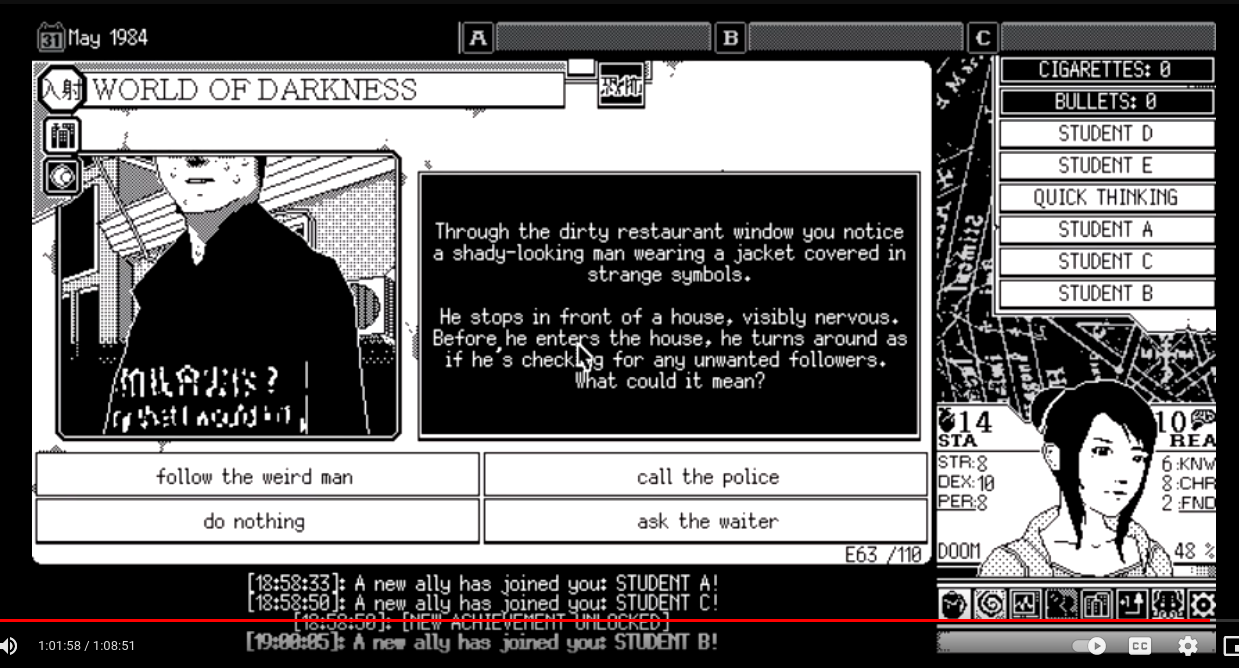 May 1984
A
B
C
入射
WORLD OF DARKNESS
Through the dirty restaurant window you notice
a shady-looking man wearing a jacket covered in
strange symbols.
He stops in front of a house, visibly nervous.
Before he enters the house, he turns around as
if he's checking for any unwanted followers.
What could it mean?
follow the weird man
call the police
do nothing
ask the waiter
E63 /110
CIGARETTES: 0
BULLETS: 0
STUDENT D
STUDENT E
QUICK THINKING
STUDENT A
STUDENT C
STUDENT B
14
STA
10
REA
STR:8
DEX:10
PER:8
6 :KNW
8 :CHR
2 :FND
DOOM
48 %
[18:58:33]: A new ally has joined you: STUDENT A!
[18:58:50]: A new ally has joined you: STUDENT C!
[18:58:50]: [NEW ACHIEVEMENT UNLOCKED]
[19:00:05]: A new ally has joined you: STUDENT B!
1:01:58 / 1:08:51
CC